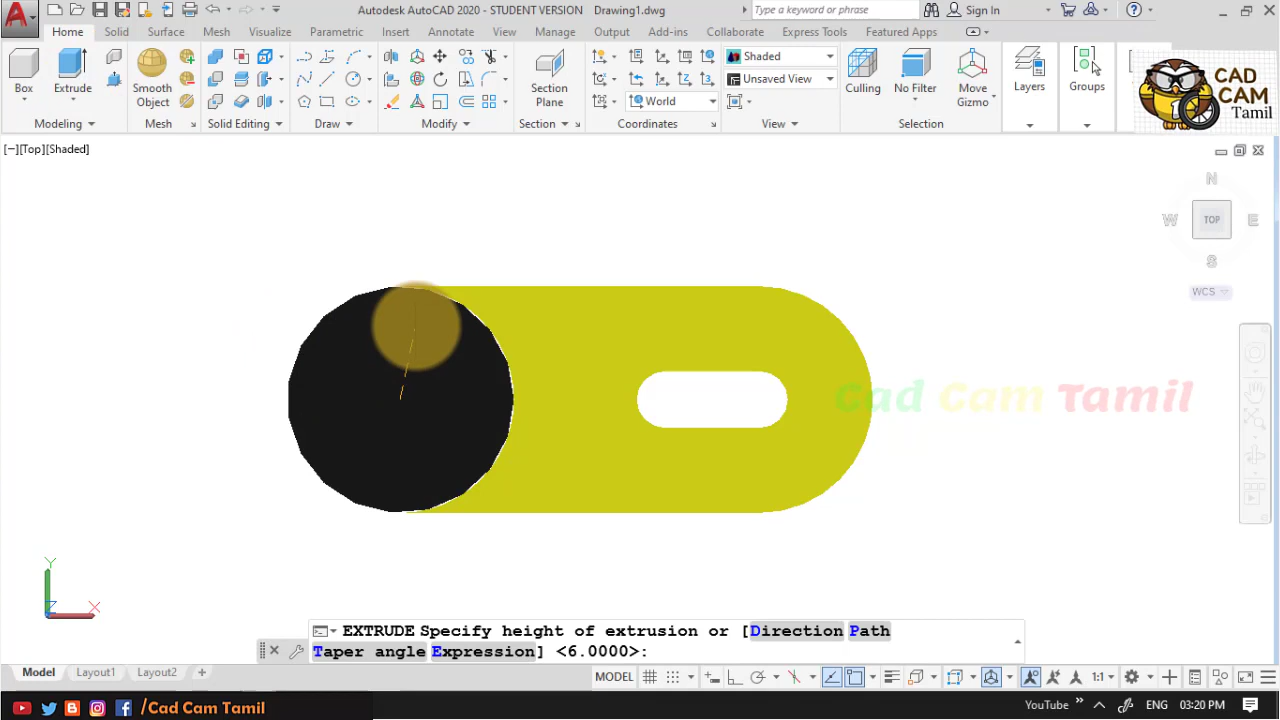 Autodesk AutoCAD 2020 - STUDENT VERSION Drawing1.dwg
Type a keyword or phrase
Sign In
Home Solid Surface Mesh Visualize Parametric Insert Annotate View Manage Output Add-ins Collaborate Express Tools Featured Apps
Shaded
Unsaved View
World
Box Extrude Smooth Object Section Plane Culling No Filter Move Gizmo Layers Groups
Modeling Mesh Solid Editing Draw Modify Section Coordinates View Selection
CAD
CAM
Tamil
[−][Top][Shaded]
N
W TOP E
S
WCS
Cad Cam Tamil
Y
Z X
EXTRUDE Specify height of extrusion or [Direction Path
Taper angle Expression] <6.0000>:
Model Layout1 Layout2 +
MODEL 1:1
/Cad Cam Tamil
YouTube ENG 03:20 PM